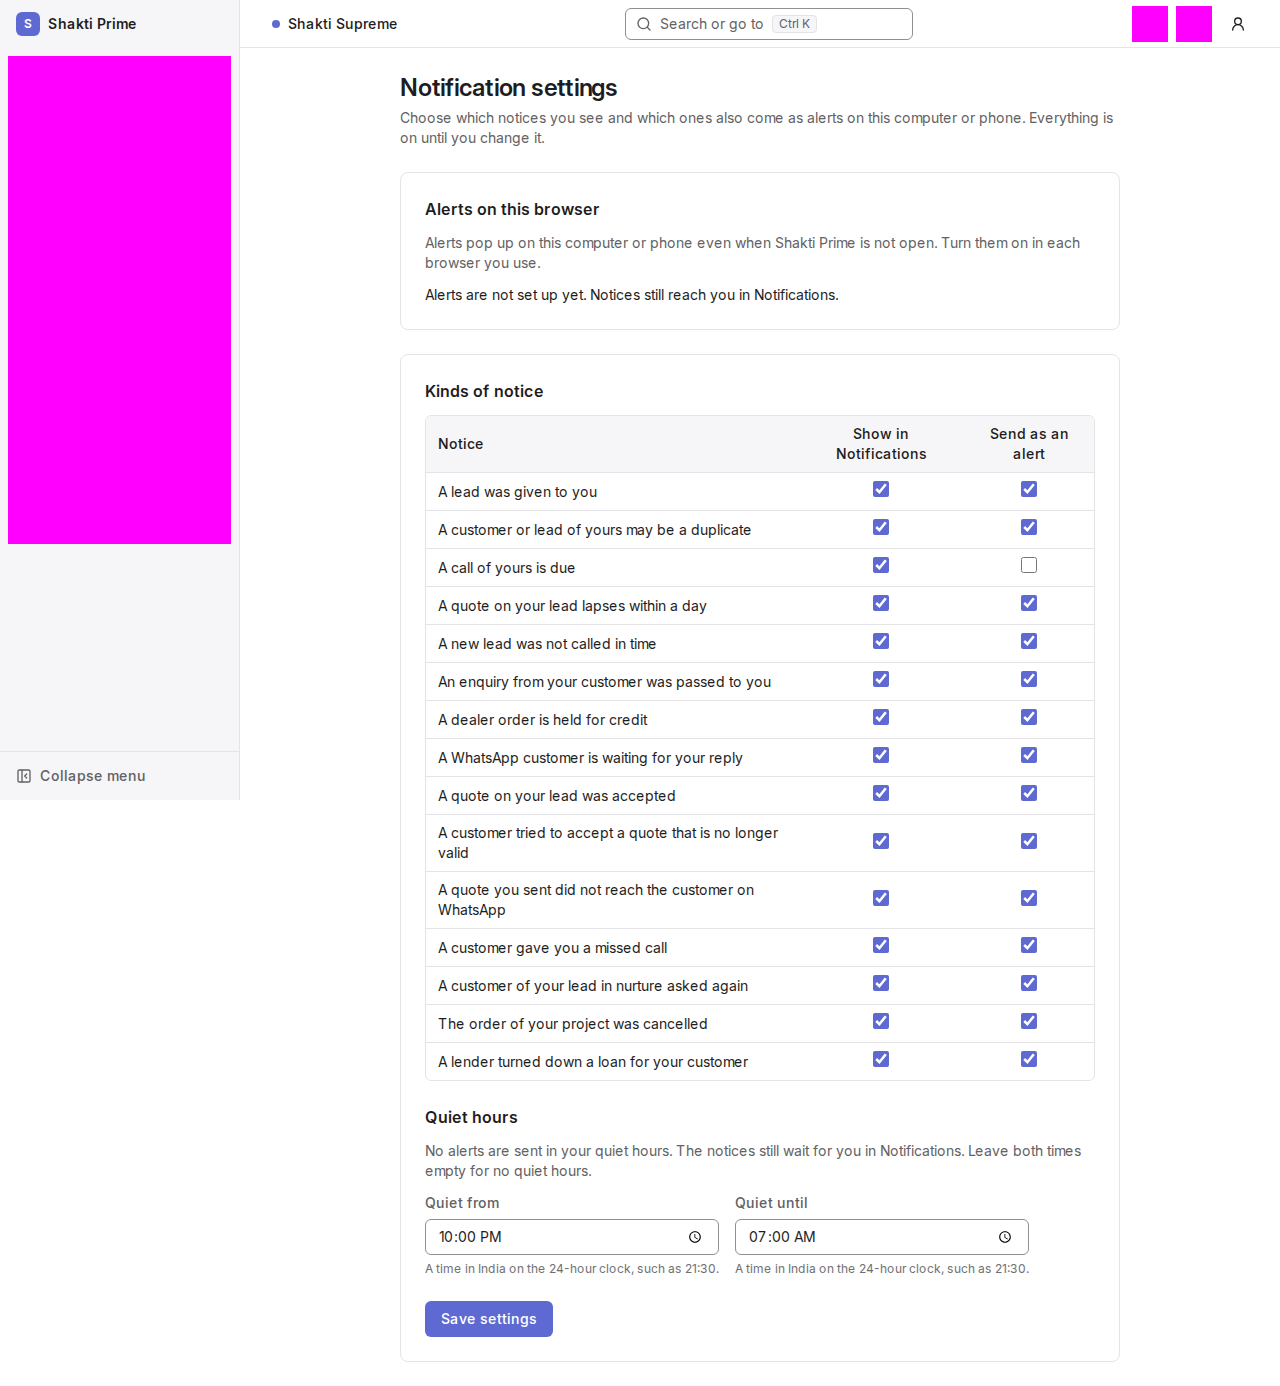 S Shakti Prime
Shakti Supreme
Search or go to Ctrl K
Notification settings
Choose which notices you see and which ones also come as alerts on this computer or phone. Everything is
on until you change it.
Alerts on this browser
Alerts pop up on this computer or phone even when Shakti Prime is not open. Turn them on in each
browser you use.
Alerts are not set up yet. Notices still reach you in Notifications.
Kinds of notice
Notice
Show in
Notifications
Send as an
alert
A lead was given to you
A customer or lead of yours may be a duplicate
A call of yours is due
A quote on your lead lapses within a day
A new lead was not called in time
An enquiry from your customer was passed to you
A dealer order is held for credit
A WhatsApp customer is waiting for your reply
A quote on your lead was accepted
A customer tried to accept a quote that is no longer
valid
A quote you sent did not reach the customer on
WhatsApp
A customer gave you a missed call
A customer of your lead in nurture asked again
The order of your project was cancelled
A lender turned down a loan for your customer
Collapse menu
Quiet hours
No alerts are sent in your quiet hours. The notices still wait for you in Notifications. Leave both times
empty for no quiet hours.
Quiet from
Quiet until
10:00 PM
07:00 AM
A time in India on the 24-hour clock, such as 21:30.
A time in India on the 24-hour clock, such as 21:30.
Save settings